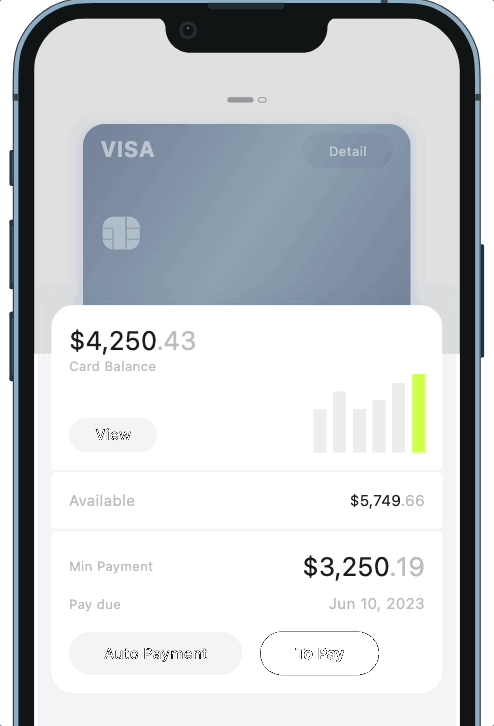 VISA
Detail
$4,250.43
Card Balance
View
Available $5,749.66
Min Payment $3,250.19
Pay due Jun 10, 2023
Auto Payment To Pay